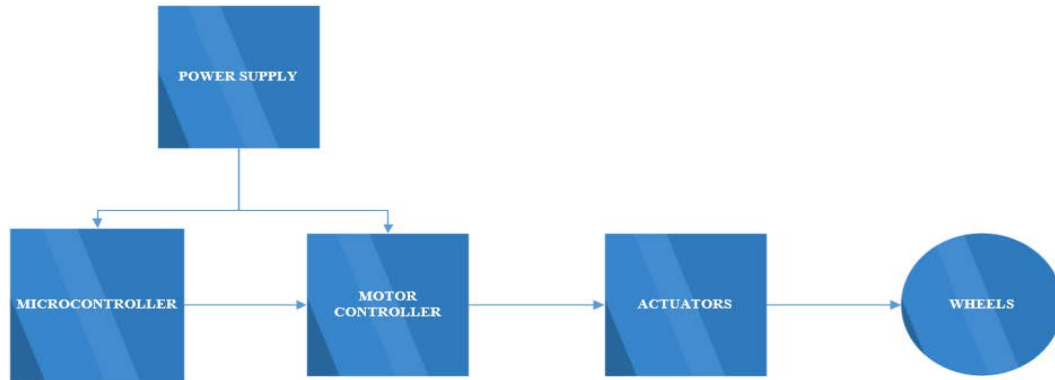 POWER SUPPLY
MICROCONTROLLER
MOTOR
CONTROLLER
ACTUATORS
WHEELS